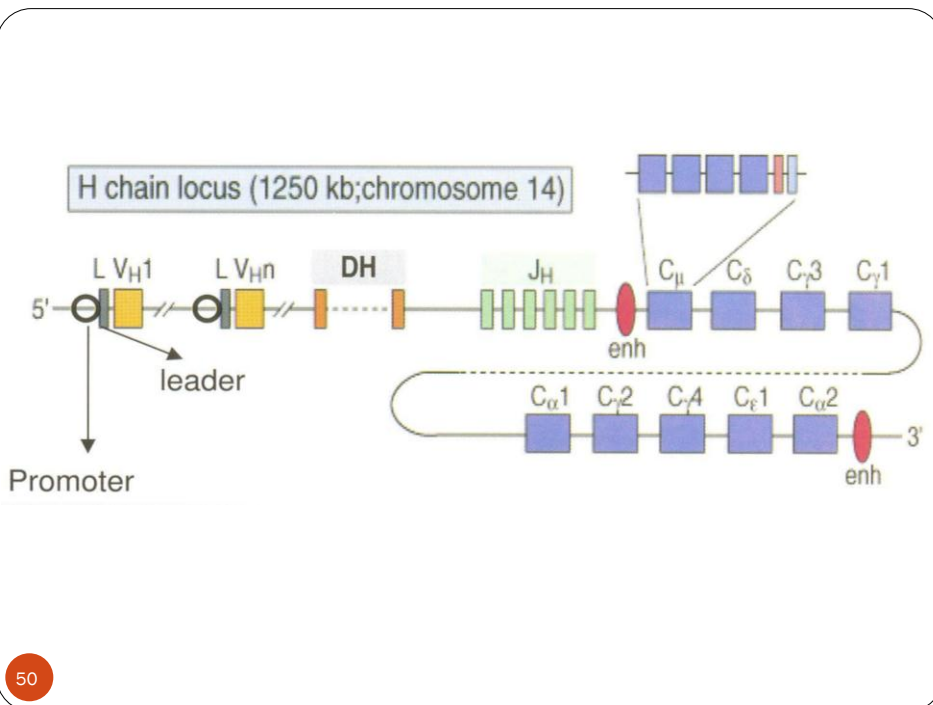 H chain locus (1250 kb;chromosome 14)
L VH1
L VHn
DH
JH
Cμ
Cδ
Cγ3
Cγ1
5'
enh
leader
Cα1
Cγ2
Cγ4
Cε1
Cα2
3'
enh
Promoter
50